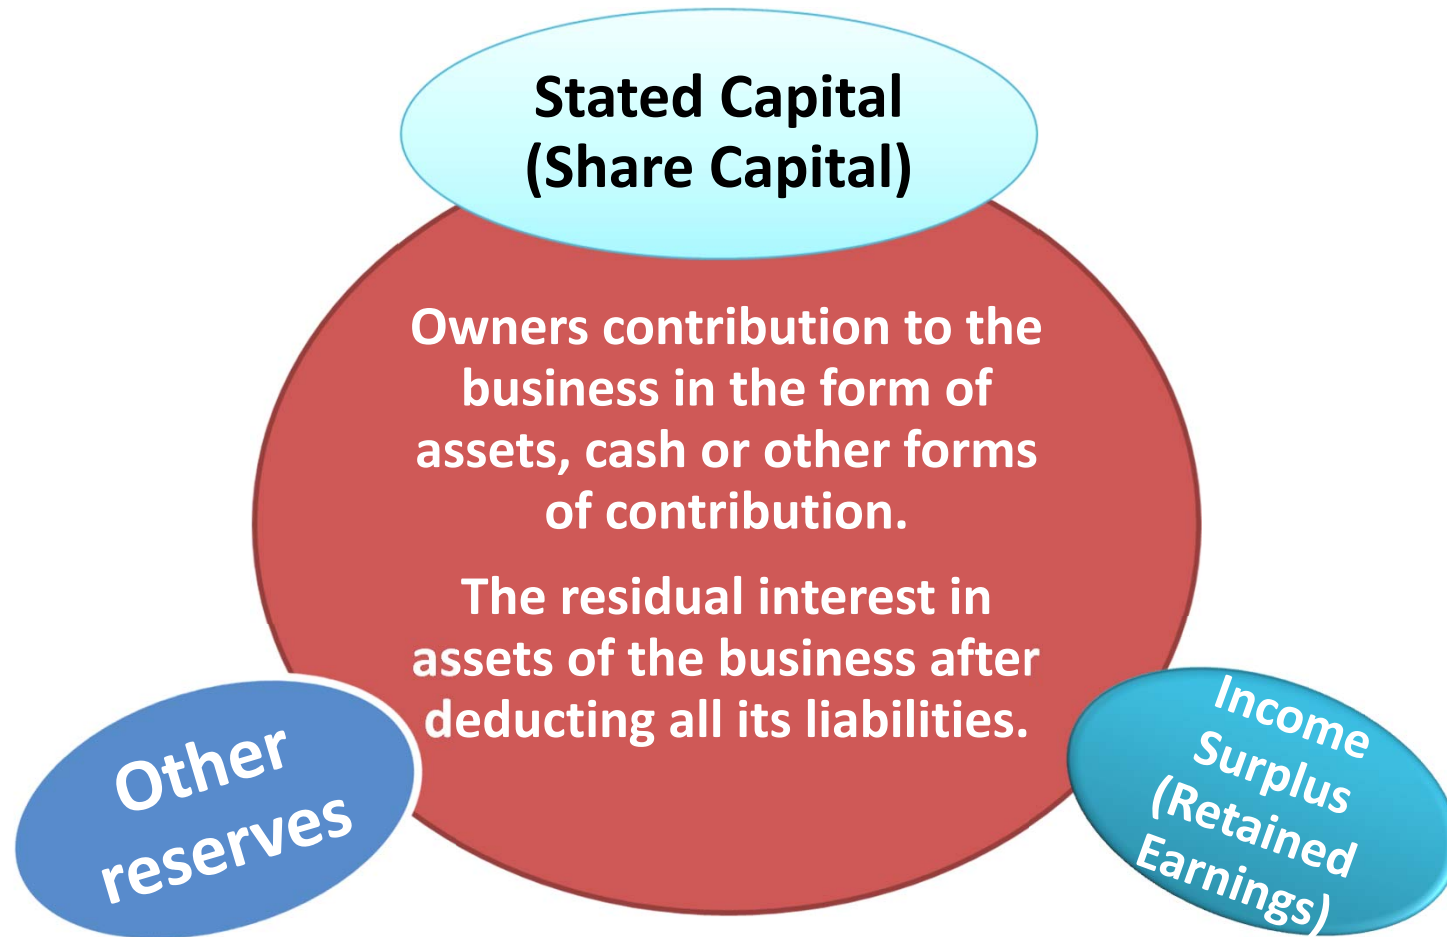 Stated Capital
(Share Capital)
Owners contribution to the
business in the form of
assets, cash or other forms
of contribution.
The residual interest in
assets of the business after
deducting all its liabilities.
Other
reserves
Income
Surplus
(Retained
Earnings)